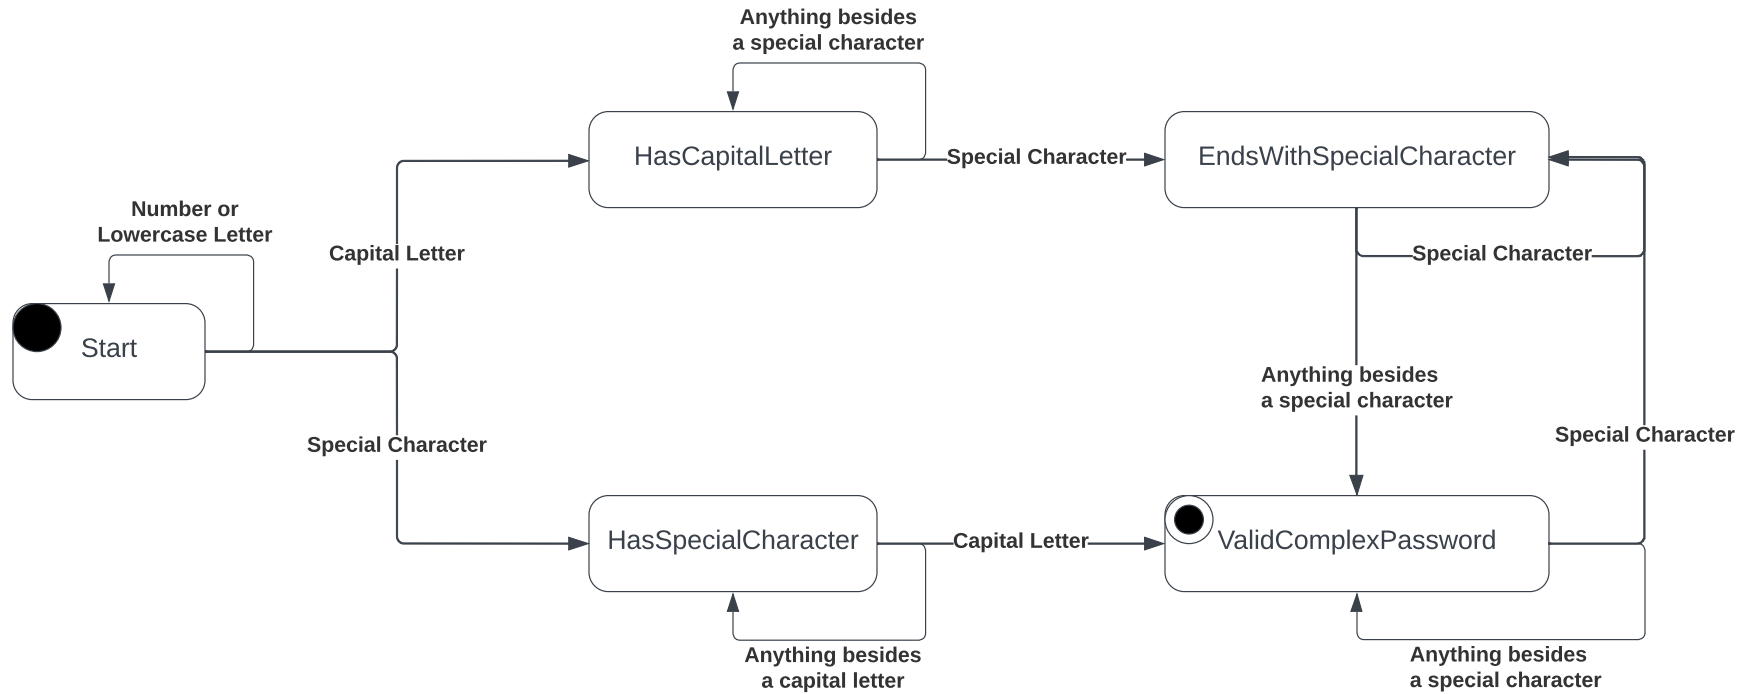 Anything besides
a special character
HasCapitalLetter
Special Character
EndsWithSpecialCharacter
Number or
Lowercase Letter
Capital Letter
Special Character
Start
Anything besides
a special character
Special Character
Special Character
HasSpecialCharacter
Capital Letter
ValidComplexPassword
Anything besides
a capital letter
Anything besides
a special character